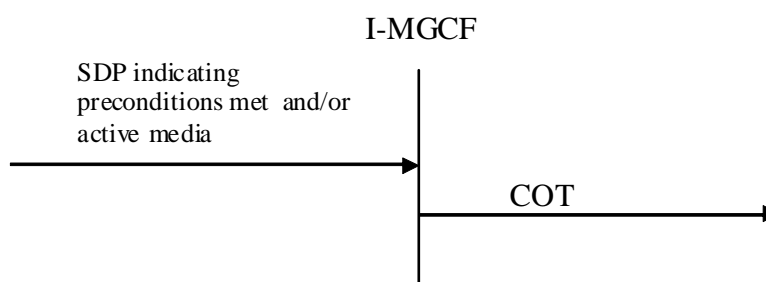 I-MGCF
SDP indicating
preconditions met and/or
active media
COT